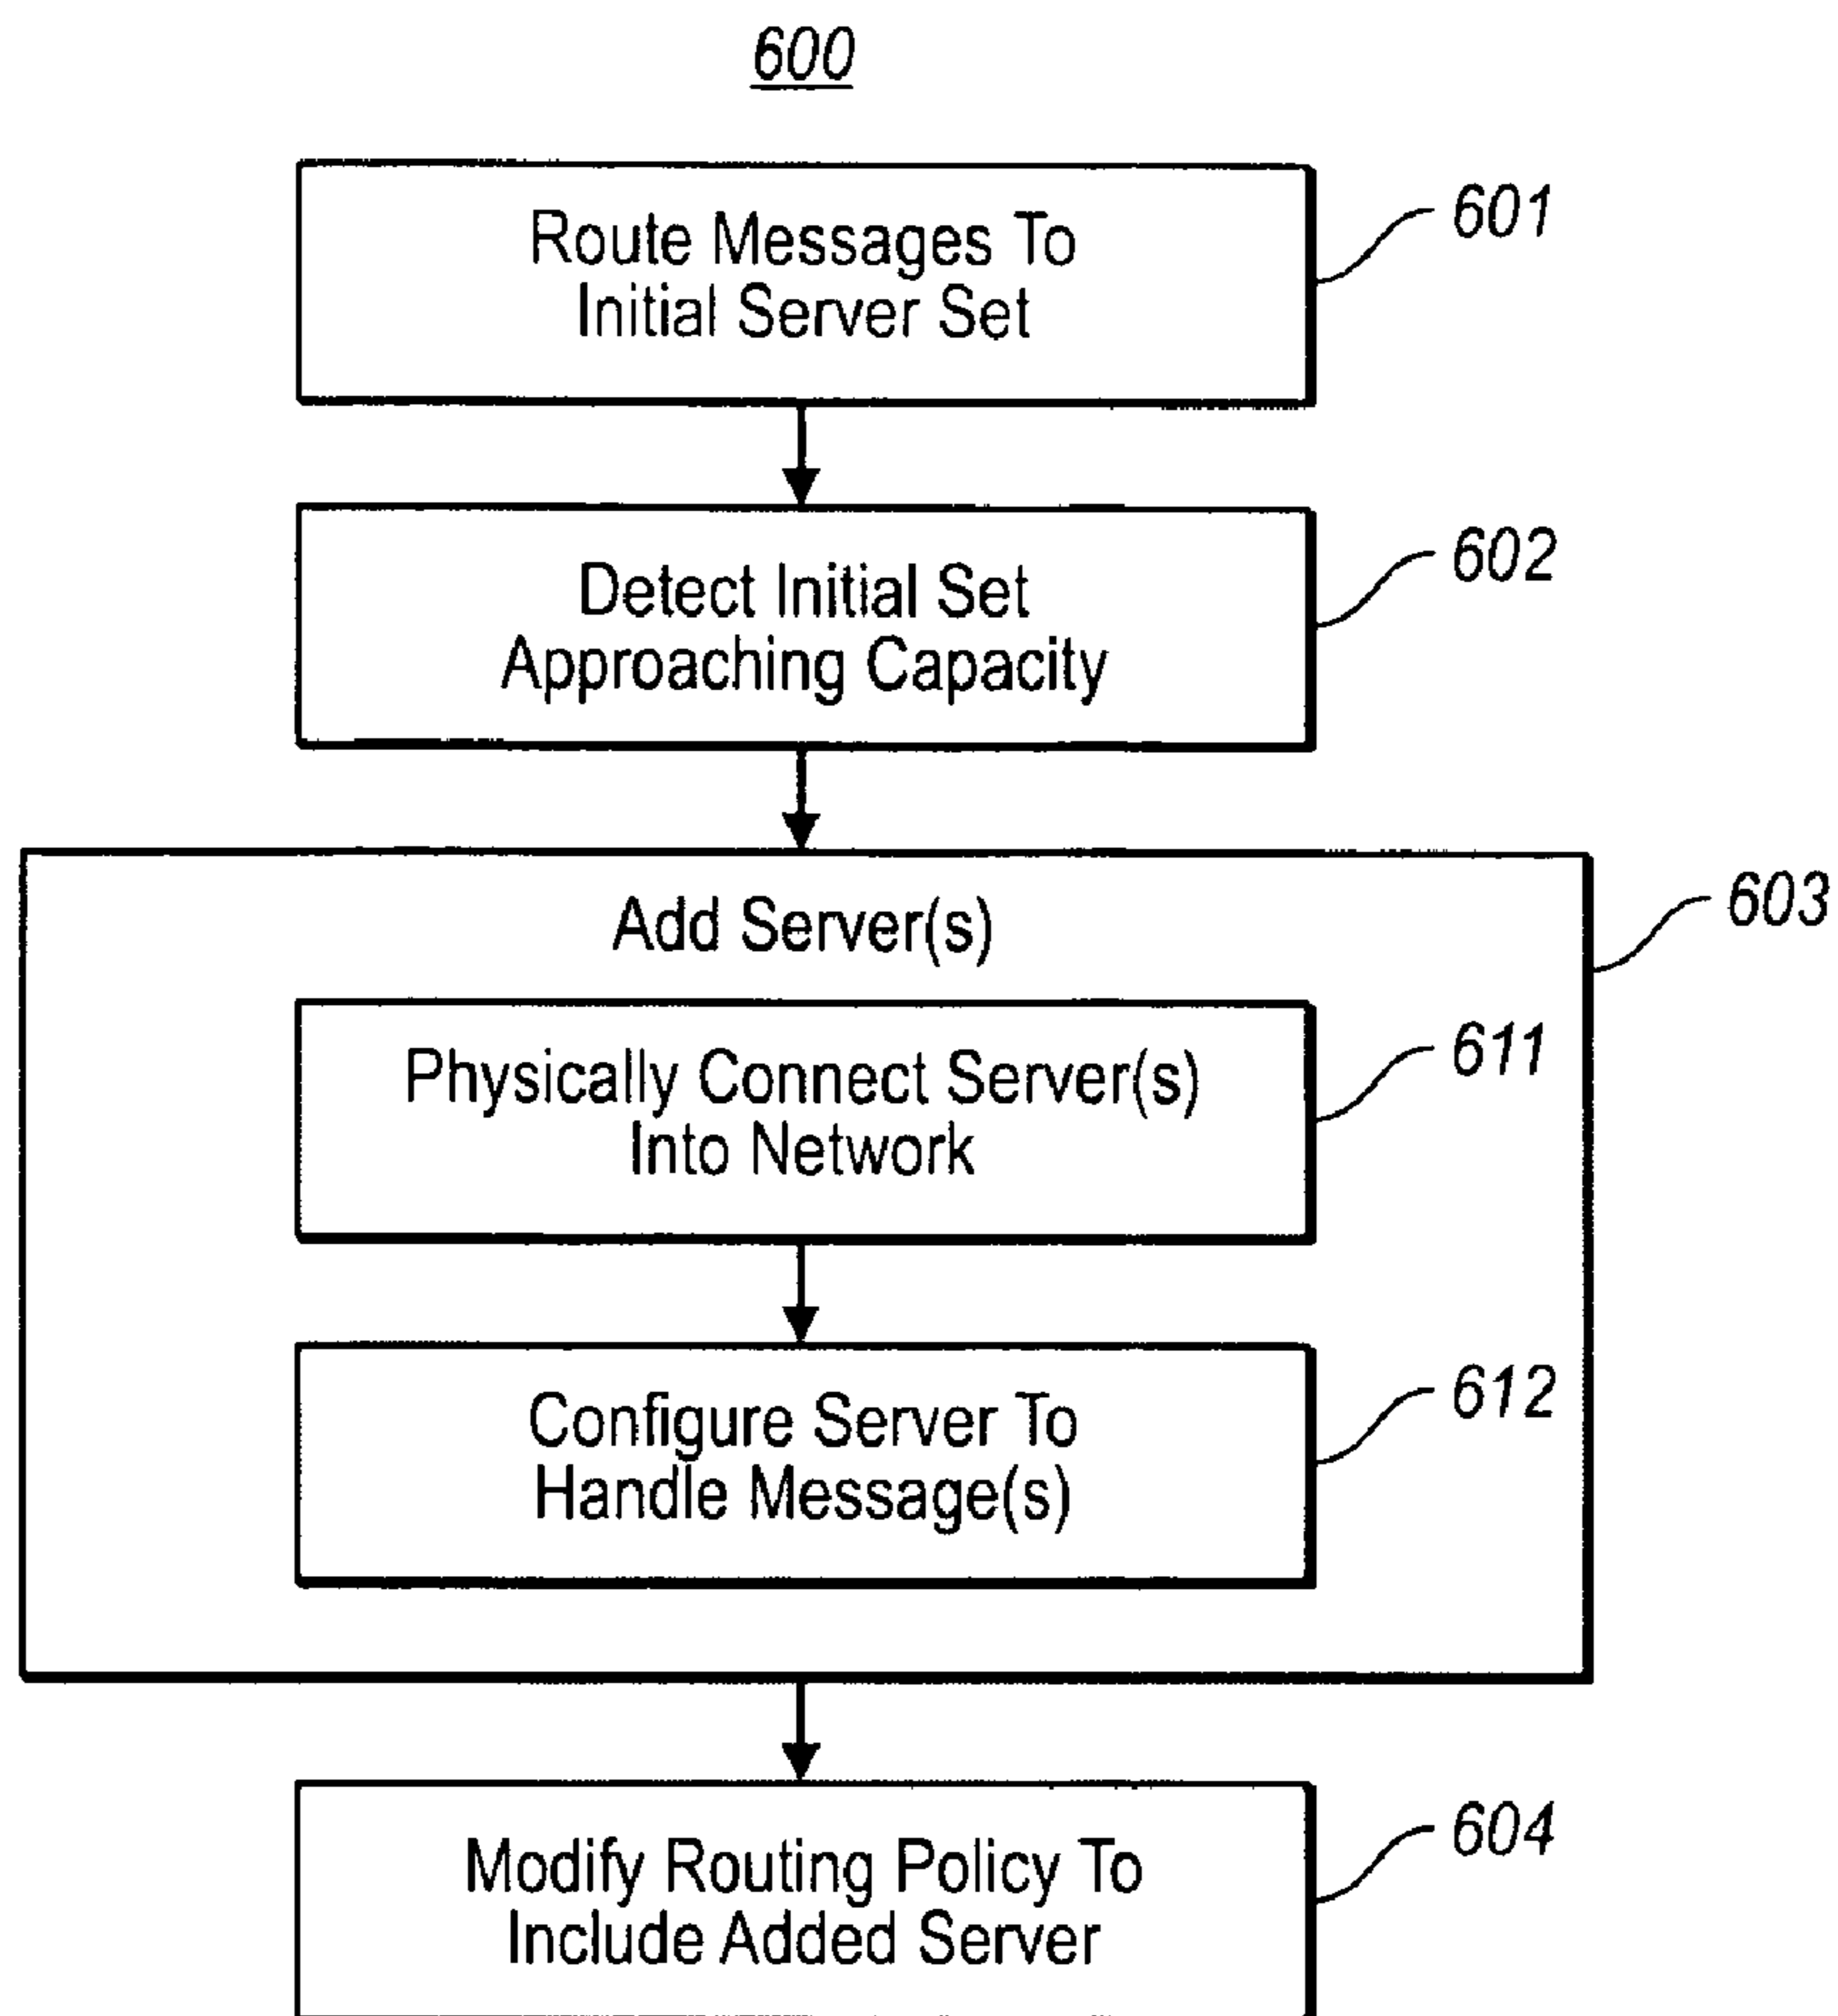 600
Route Messages To
Initial Server Set
601
Detect Initial Set
Approaching Capacity
602
Add Server(s)
603
Physically Connect Server(s)
Into Network
611
Configure Server To
Handle Message(s)
612
Modify Routing Policy To
Include Added Server
604